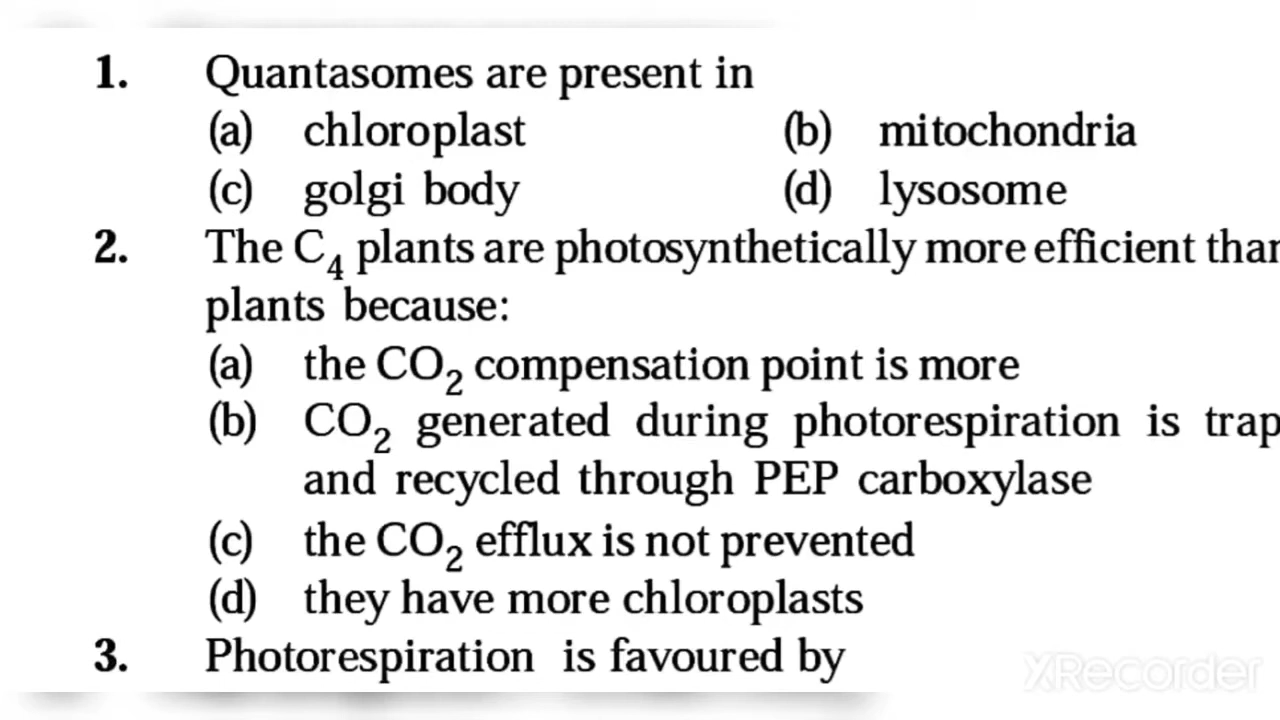 1. Quantasomes are present in
(a) chloroplast (b) mitochondria
(c) golgi body (d) lysosome
2. The C₄ plants are photosynthetically more efficient
plants because:
(a) the CO₂ compensation point is more
(b) CO₂ generated during photorespiration is
and recycled through PEP carboxylase
(c) the CO₂ efflux is not prevented
(d) they have more chloroplasts
3. Photorespiration is favoured by
XRecorder